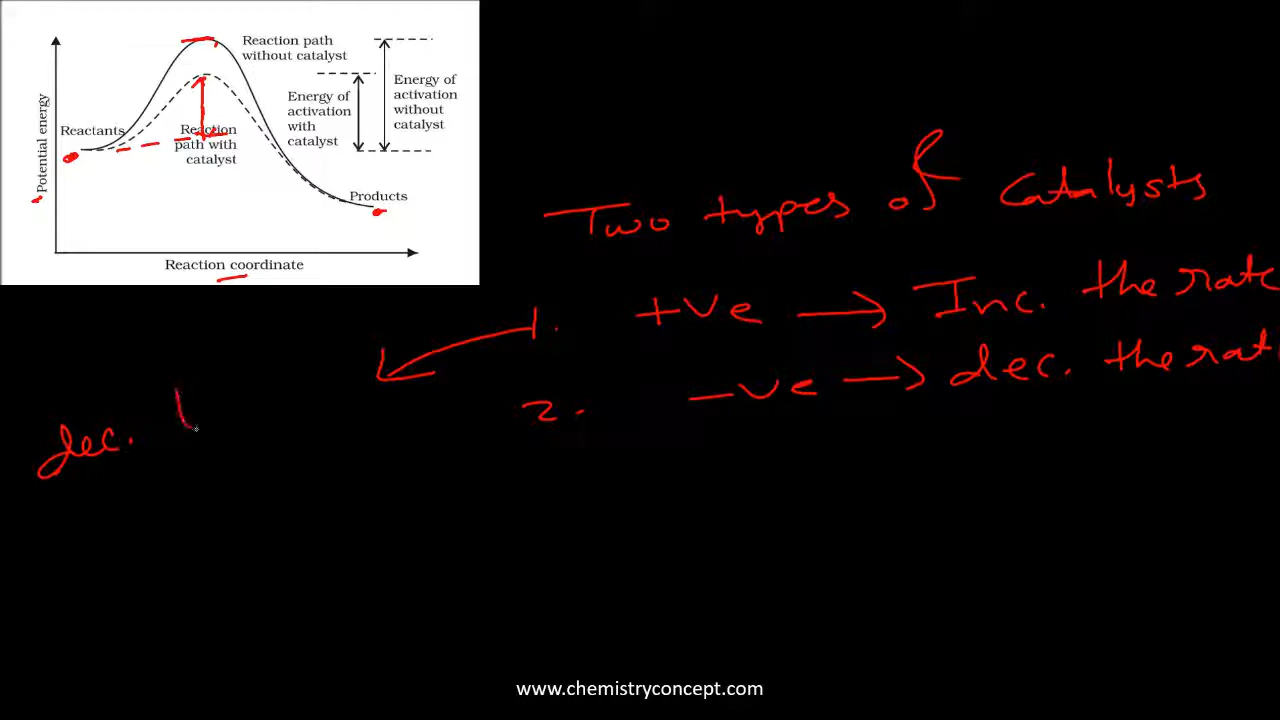 Reaction path
without catalyst
Energy of
activation
without
catalyst
Energy of
activation
with
catalyst
Reactants
Reaction
path with
catalyst
Potential energy
Products
Reaction coordinate
Two types of catalysts
1. +ve → Inc. the rate
2. -ve → dec. the rate
dec.
www.chemistryconcept.com